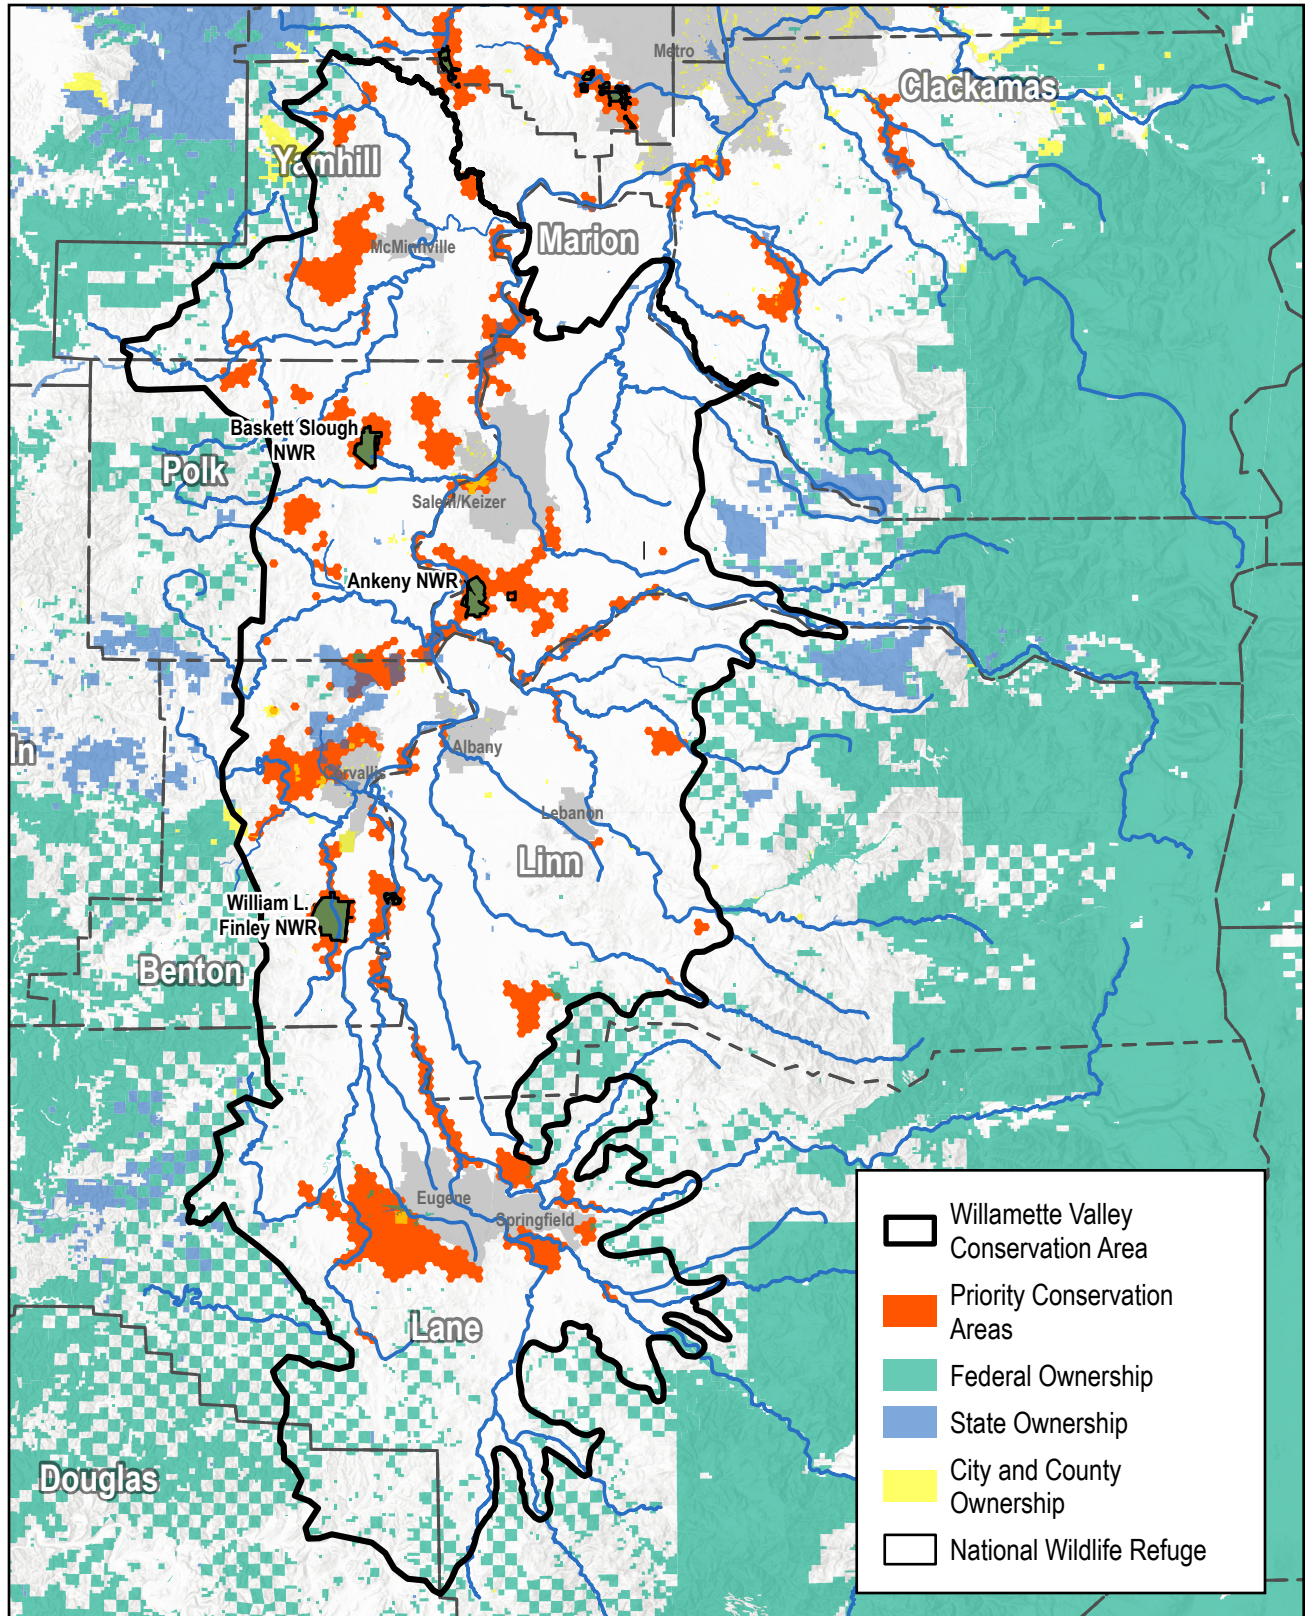 Metro
Clackamas
Yamhill
McMinnville
Marion
Baskett Slough
NWR
Polk
Salem/Keizer
Ankeny NWR
ln
Albany
Corvallis
Lebanon
Linn
William L.
Finley NWR
Benton
Eugene
Springfield
Lane
Douglas
Willamette Valley
Conservation Area
Priority Conservation
Areas
Federal Ownership
State Ownership
City and County
Ownership
National Wildlife Refuge